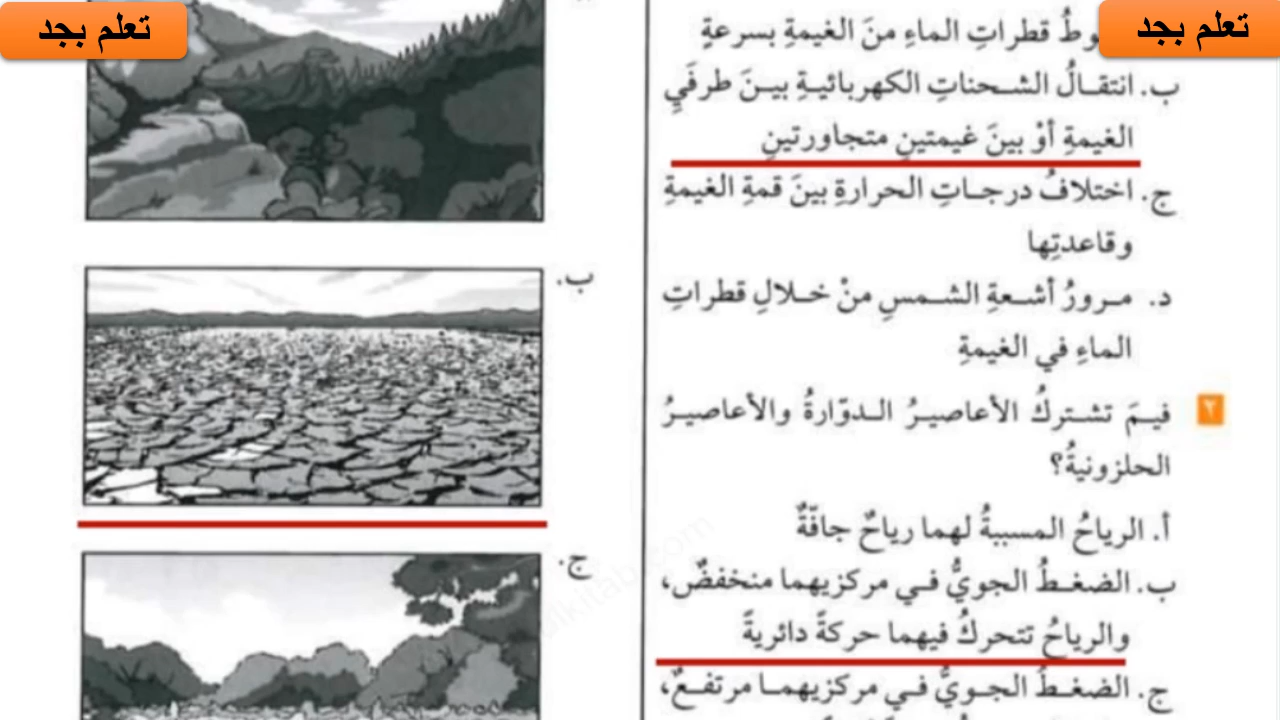 تعلم بجد
تعلم بجد
ب. انتقالُ الشحناتِ الكهربائيةِ بينَ طرفَيِ
الغيمةِ أوْ بينَ غيمتينِ متجاورتينِ
ج. اختلافُ درجاتِ الحرارةِ بينَ قمةِ الغيمةِ
وقاعدتِها
د. مرورُ أشعةِ الشمسِ منْ خلالِ قطراتِ
الماءِ في الغيمةِ
٢ فيمَ تشتركُ الأعاصيرُ الدوّارةُ والأعاصيرُ
الحلزونيةُ؟
أ. الرياحُ المسببةُ لهما رياحٌ جافّةٌ
ب. الضغطُ الجويُّ في مركزيهما منخفضٌ،
والرياحُ تتحركُ فيهما حركةً دائريةً
ج. الضغطُ الجويُّ في مركزيهما مرتفعٌ،
ب.
ج.
قطراتِ الماءِ منَ الغيمةِ بسرعةٍ